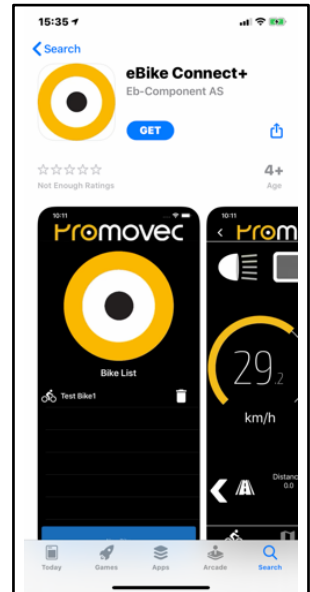 15:35
Search
eBike Connect+
Eb-Component AS
GET
Not Enough Ratings
4+
Age
10:11
Promovec
Bike List
Test Bike1
10:11
Prom
29.2
km/h
Distanc
0.0
Today
Games
Apps
Arcade
Search